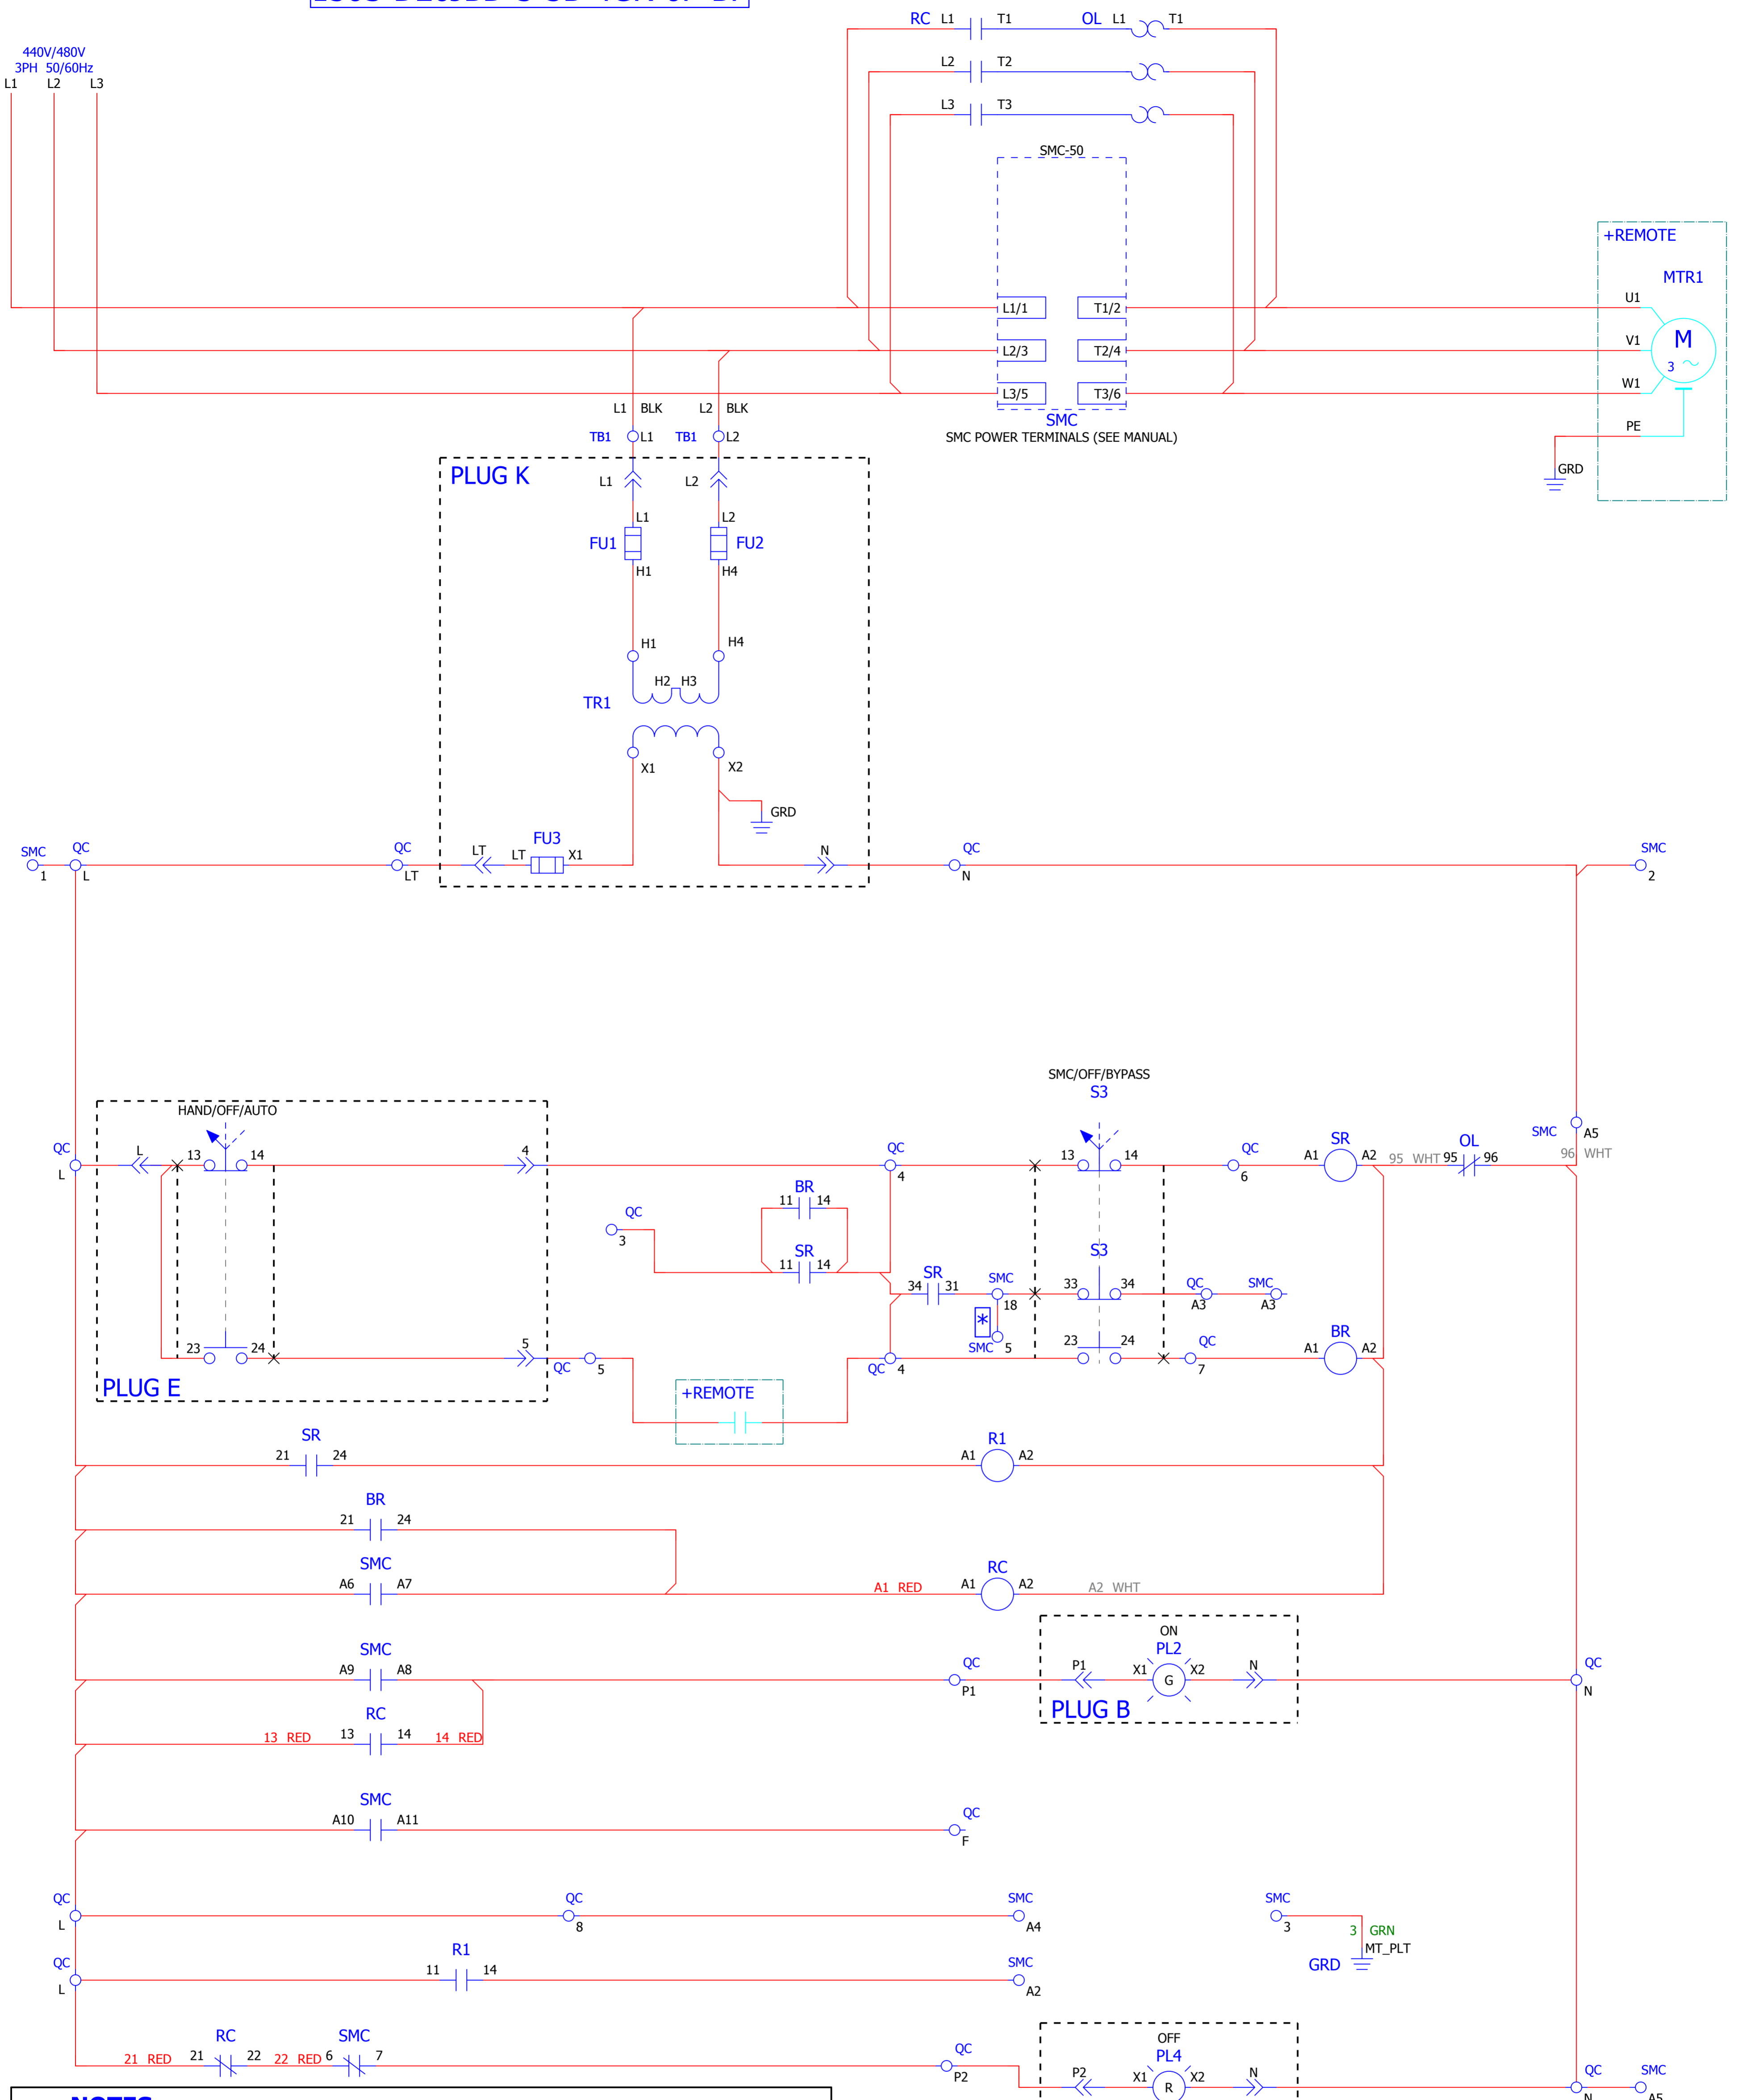 RC L1 T1 OL L1 T1
440V/480V
3PH 50/60Hz
L1 L2 L3
L2 T2
L3 T3
SMC-50
+REMOTE
MTR1
U1
L1/1 T1/2
M
3
V1
L2/3 T2/4
W1
L3/5 T3/6
L1 BLK L2 BLK
SMC
SMC POWER TERMINALS (SEE MANUAL)
PE
TB1 L1 TB1 L2
GRD
PLUG K
L1 L2
L1 L2
FU1 FU2
H1 H4
H1 H4
H2 H3
TR1
X1 X2
GRD
SMC QC QC LT LT FU3 X1 N QC SMC
1 L LT N 2
SMC/OFF/BYPASS
S3
HAND/OFF/AUTO
SMC A5
QC L 13 14 4 QC 13 14 QC SR OL
A1 A2 95 WHT 95 96 96 WHT
L 4 6
BR
11 14
QC
3
SR
11 14
S3
SR
34 31 SMC 33 34 QC SMC
18 A3 A3
*
SMC 5
BR
23 24 5 QC 5 QC 4 23 24 QC 7 A1 A2
PLUG E
+REMOTE
SR
21 24
R1
A1 A2
BR
21 24
SMC
A6 A7
RC
A1 RED A1 A2 A2 WHT
ON
PL2
SMC
A9 A8
QC
P1
P1 X1 G X2 N
QC
N
PLUG B
RC
13 RED 13 14 14 RED
SMC
A10 A11
QC
F
QC QC SMC SMC
L 8 A4 3
3 GRN
MT_PLT
GRD
QC R1 SMC
11 14
L A2
OFF
PL4
RC SMC
21 RED 21 22 22 RED 6 7
QC
P2
P2 X1 R X2 N
QC SMC
N A5
NOTES